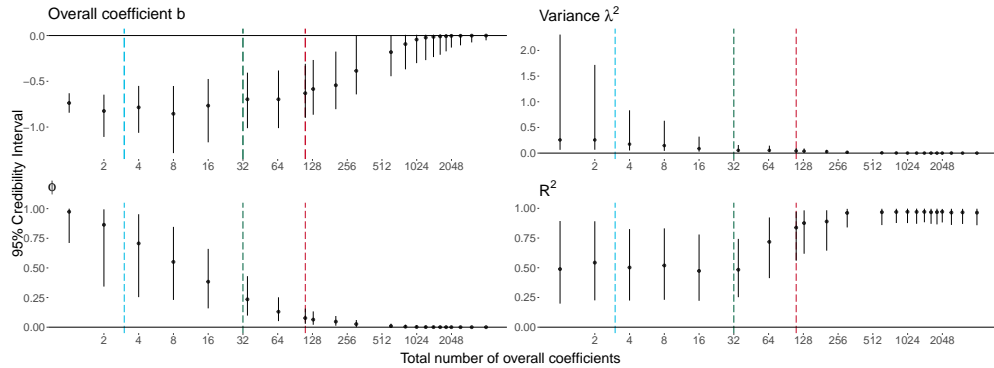 Overall coefficient b
0.0
−0.5
−1.0
2 4 8 16 32 64 128 256 512 1024 2048
Variance λ²
2.0
1.5
1.0
0.5
0.0
2 4 8 16 32 64 128 256 512 1024 2048
95% Credibility Interval
ϕ
1.00
0.75
0.50
0.25
0.00
2 4 8 16 32 64 128 256 512 1024 2048
R²
1.00
0.75
0.50
0.25
0.00
2 4 8 16 32 64 128 256 512 1024 2048
Total number of overall coefficients